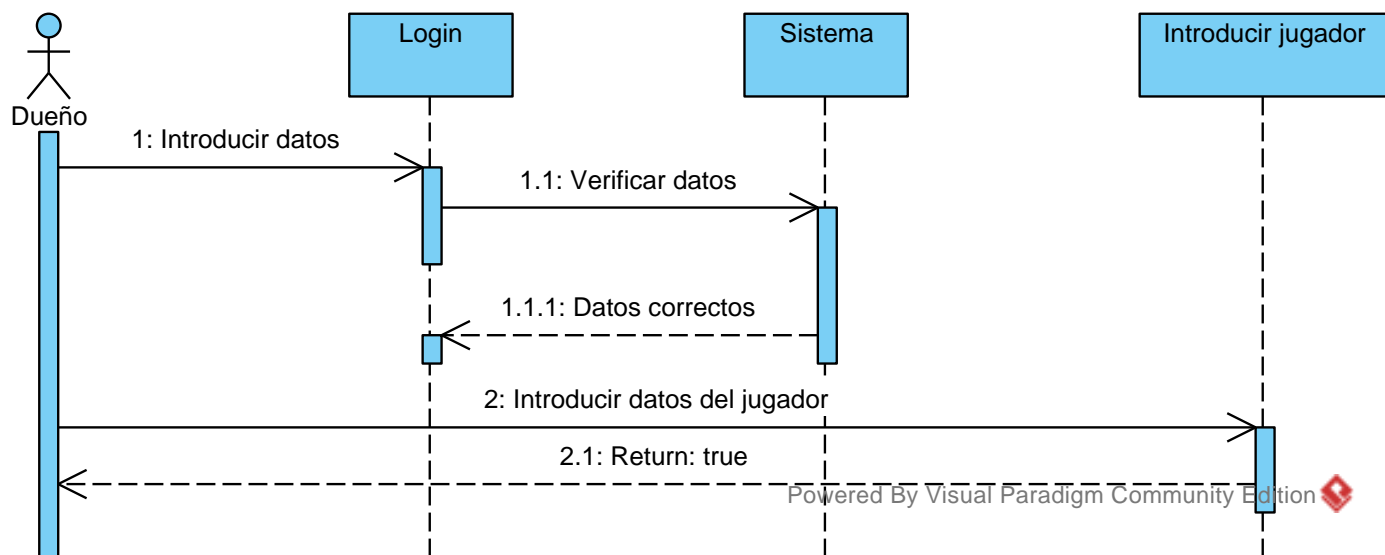 Login
Sistema
Introducir jugador
Dueño
1: Introducir datos
1.1: Verificar datos
1.1.1: Datos correctos
2: Introducir datos del jugador
2.1: Return: true
Powered By Visual Paradigm Community Edition